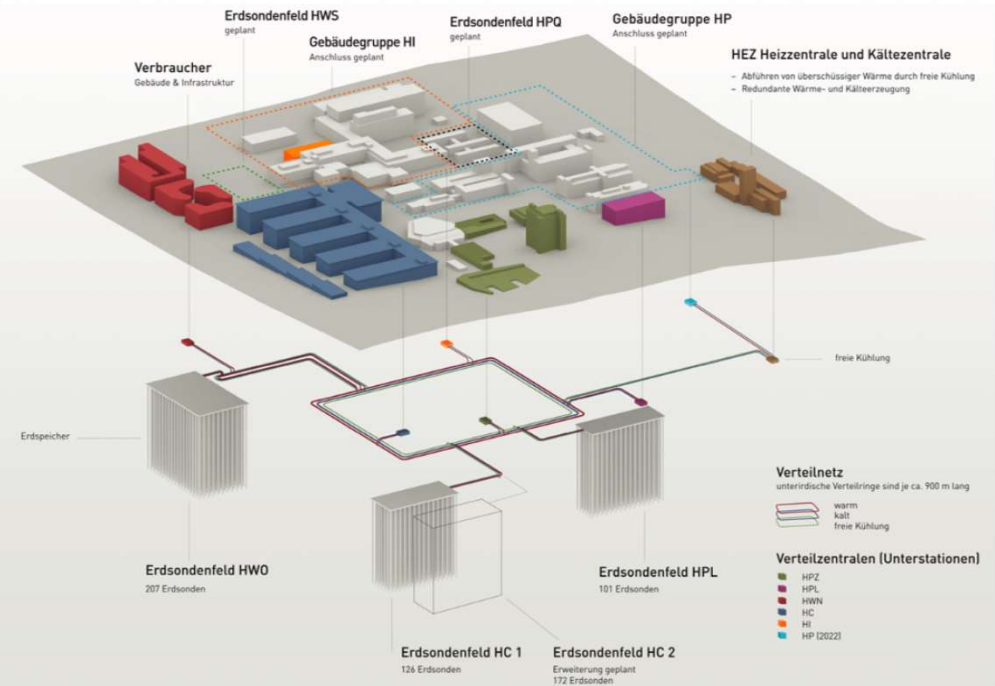 Erdsondenfeld HWS
geplant
Gebäudegruppe HI
Anschluss geplant
Erdsondenfeld HPQ
geplant
Gebäudegruppe HP
Anschluss geplant
Verbraucher
Gebäude & Infrastruktur
HEZ Heizzentrale und Kältezentrale
– Abführen von überschüssiger Wärme durch freie Kühlung
– Redundante Wärme- und Kälteerzeugung
freie Kühlung
Erdspeicher
Erdsondenfeld HWO
207 Erdsonden
Erdsondenfeld HC 1
126 Erdsonden
Erdsondenfeld HC 2
Erweiterung geplant
172 Erdsonden
Erdsondenfeld HPL
101 Erdsonden
Verteilnetz
unterirdische Verteilringe sind je ca. 900 m lang
warm
kalt
freie Kühlung
Verteilzentralen (Unterstationen)
HPZ
HPL
HWN
HC
HI
HP (2022)